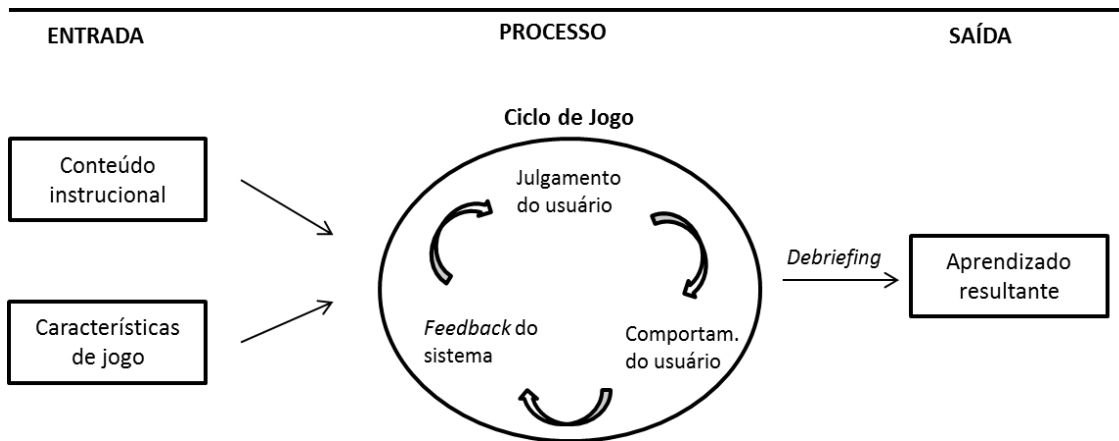 ENTRADA
PROCESSO
SAÍDA
Ciclo de Jogo
Conteúdo
instrucional
Características
de jogo
Julgamento
do usuário
Comportam.
do usuário
Feedback do
sistema
Debriefing
Aprendizado
resultante